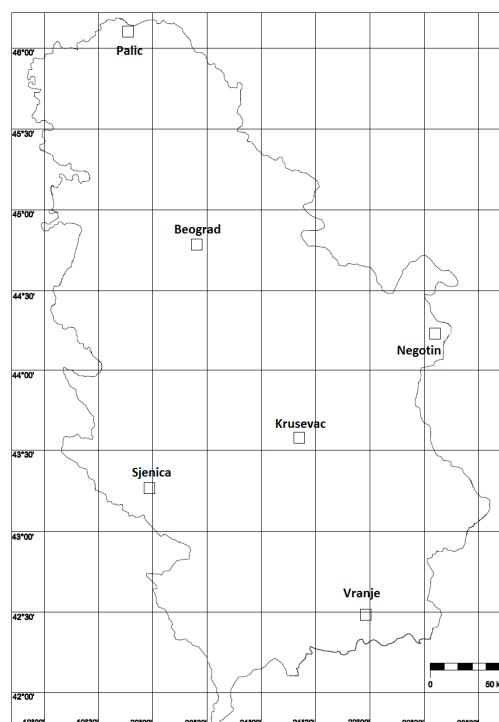 46°00'
Palic
45°30'
45°00'
Beograd
44°30'
Negotin
44°00'
Krusevac
43°30'
Sjenica
43°00'
Vranje
42°30'
0 50 k
42°00'